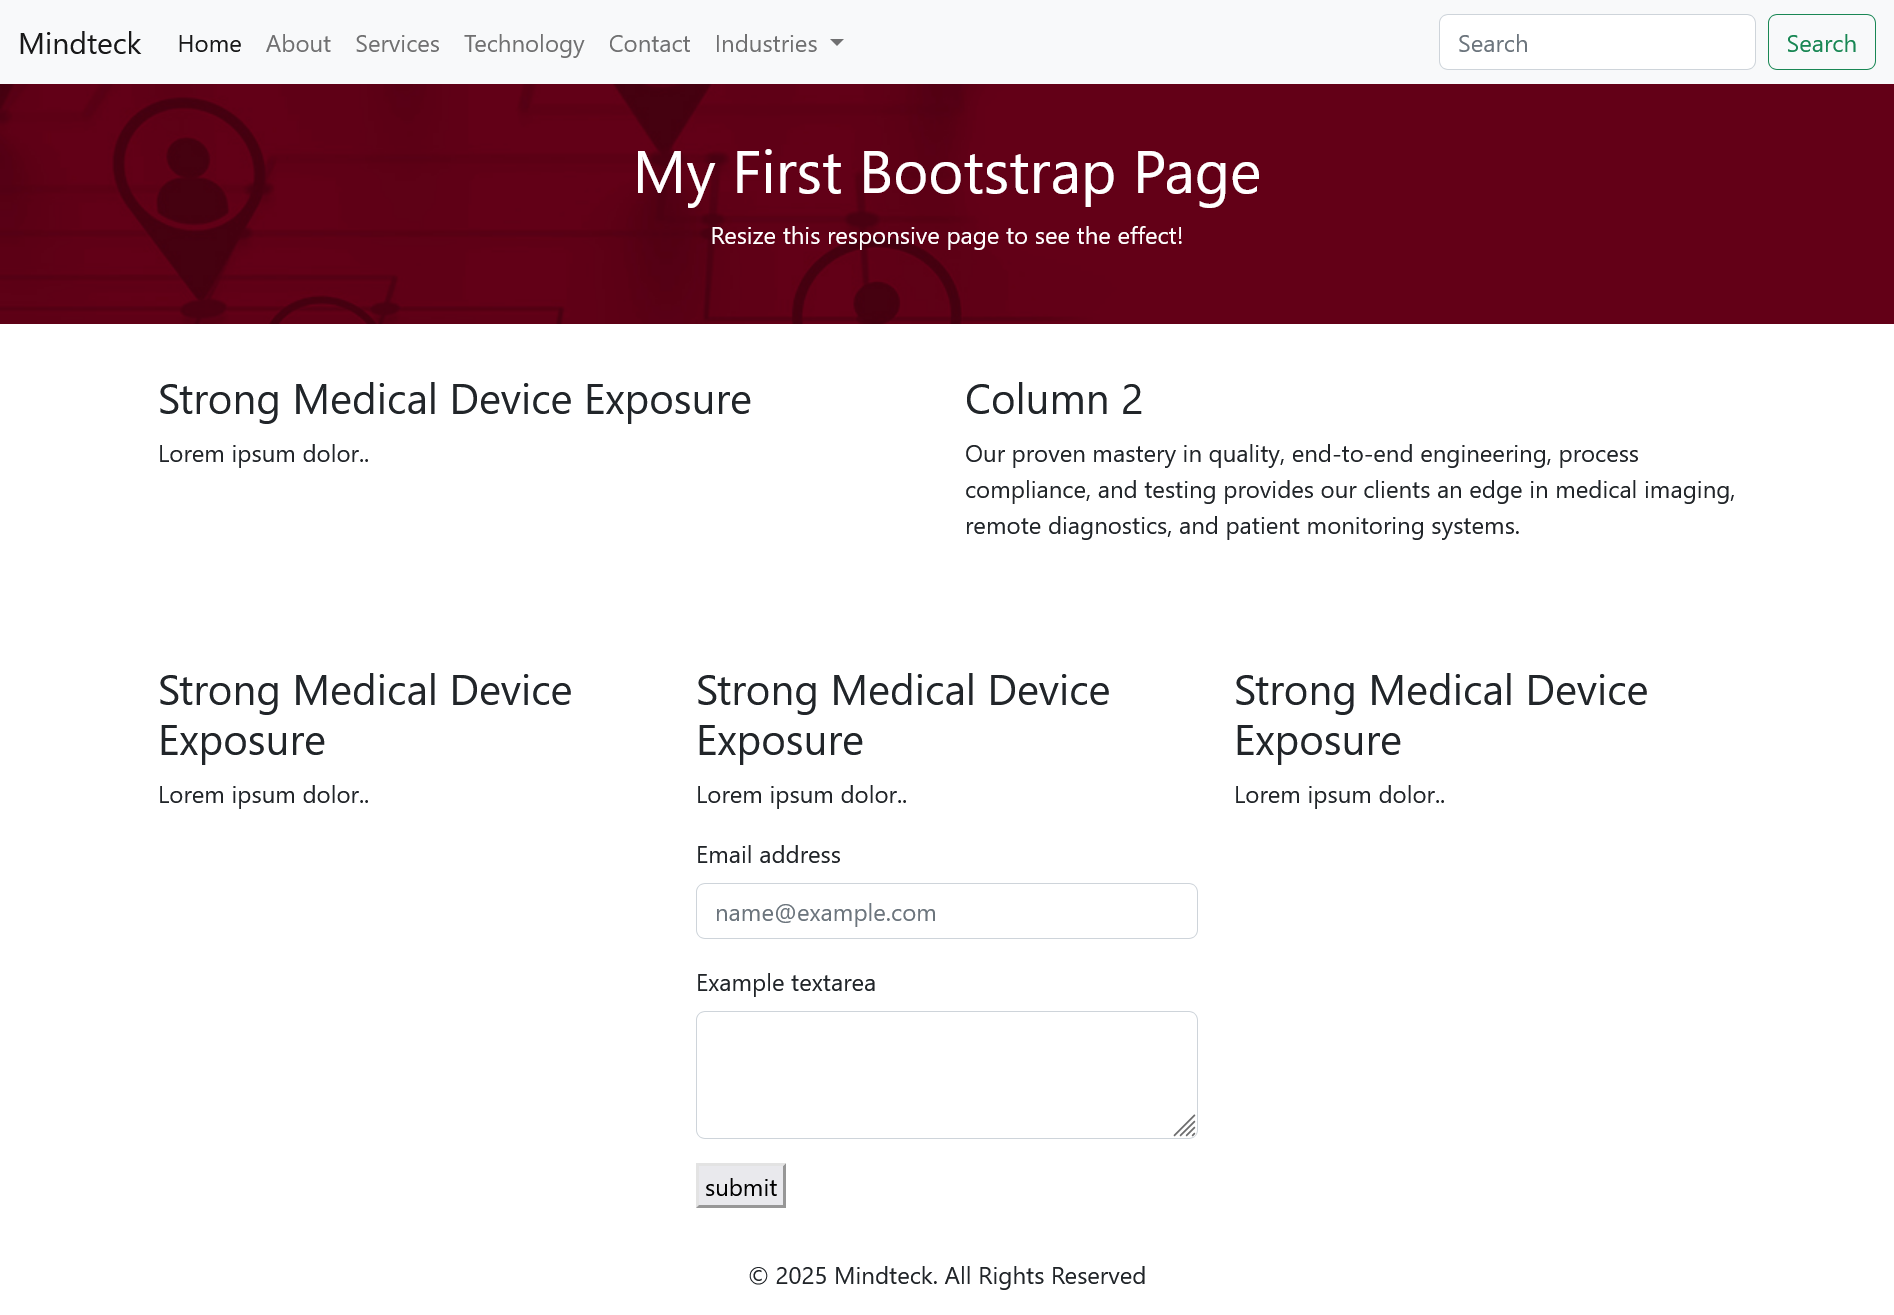 Mindteck Home About Services Technology Contact Industries Search Search
My First Bootstrap Page
Resize this responsive page to see the effect!
Strong Medical Device Exposure
Lorem ipsum dolor..
Column 2
Our proven mastery in quality, end-to-end engineering, process
compliance, and testing provides our clients an edge in medical imaging,
remote diagnostics, and patient monitoring systems.
Strong Medical Device
Exposure
Lorem ipsum dolor..
Strong Medical Device
Exposure
Lorem ipsum dolor..
Email address
name@example.com
Example textarea
submit
Strong Medical Device
Exposure
Lorem ipsum dolor..
© 2025 Mindteck. All Rights Reserved